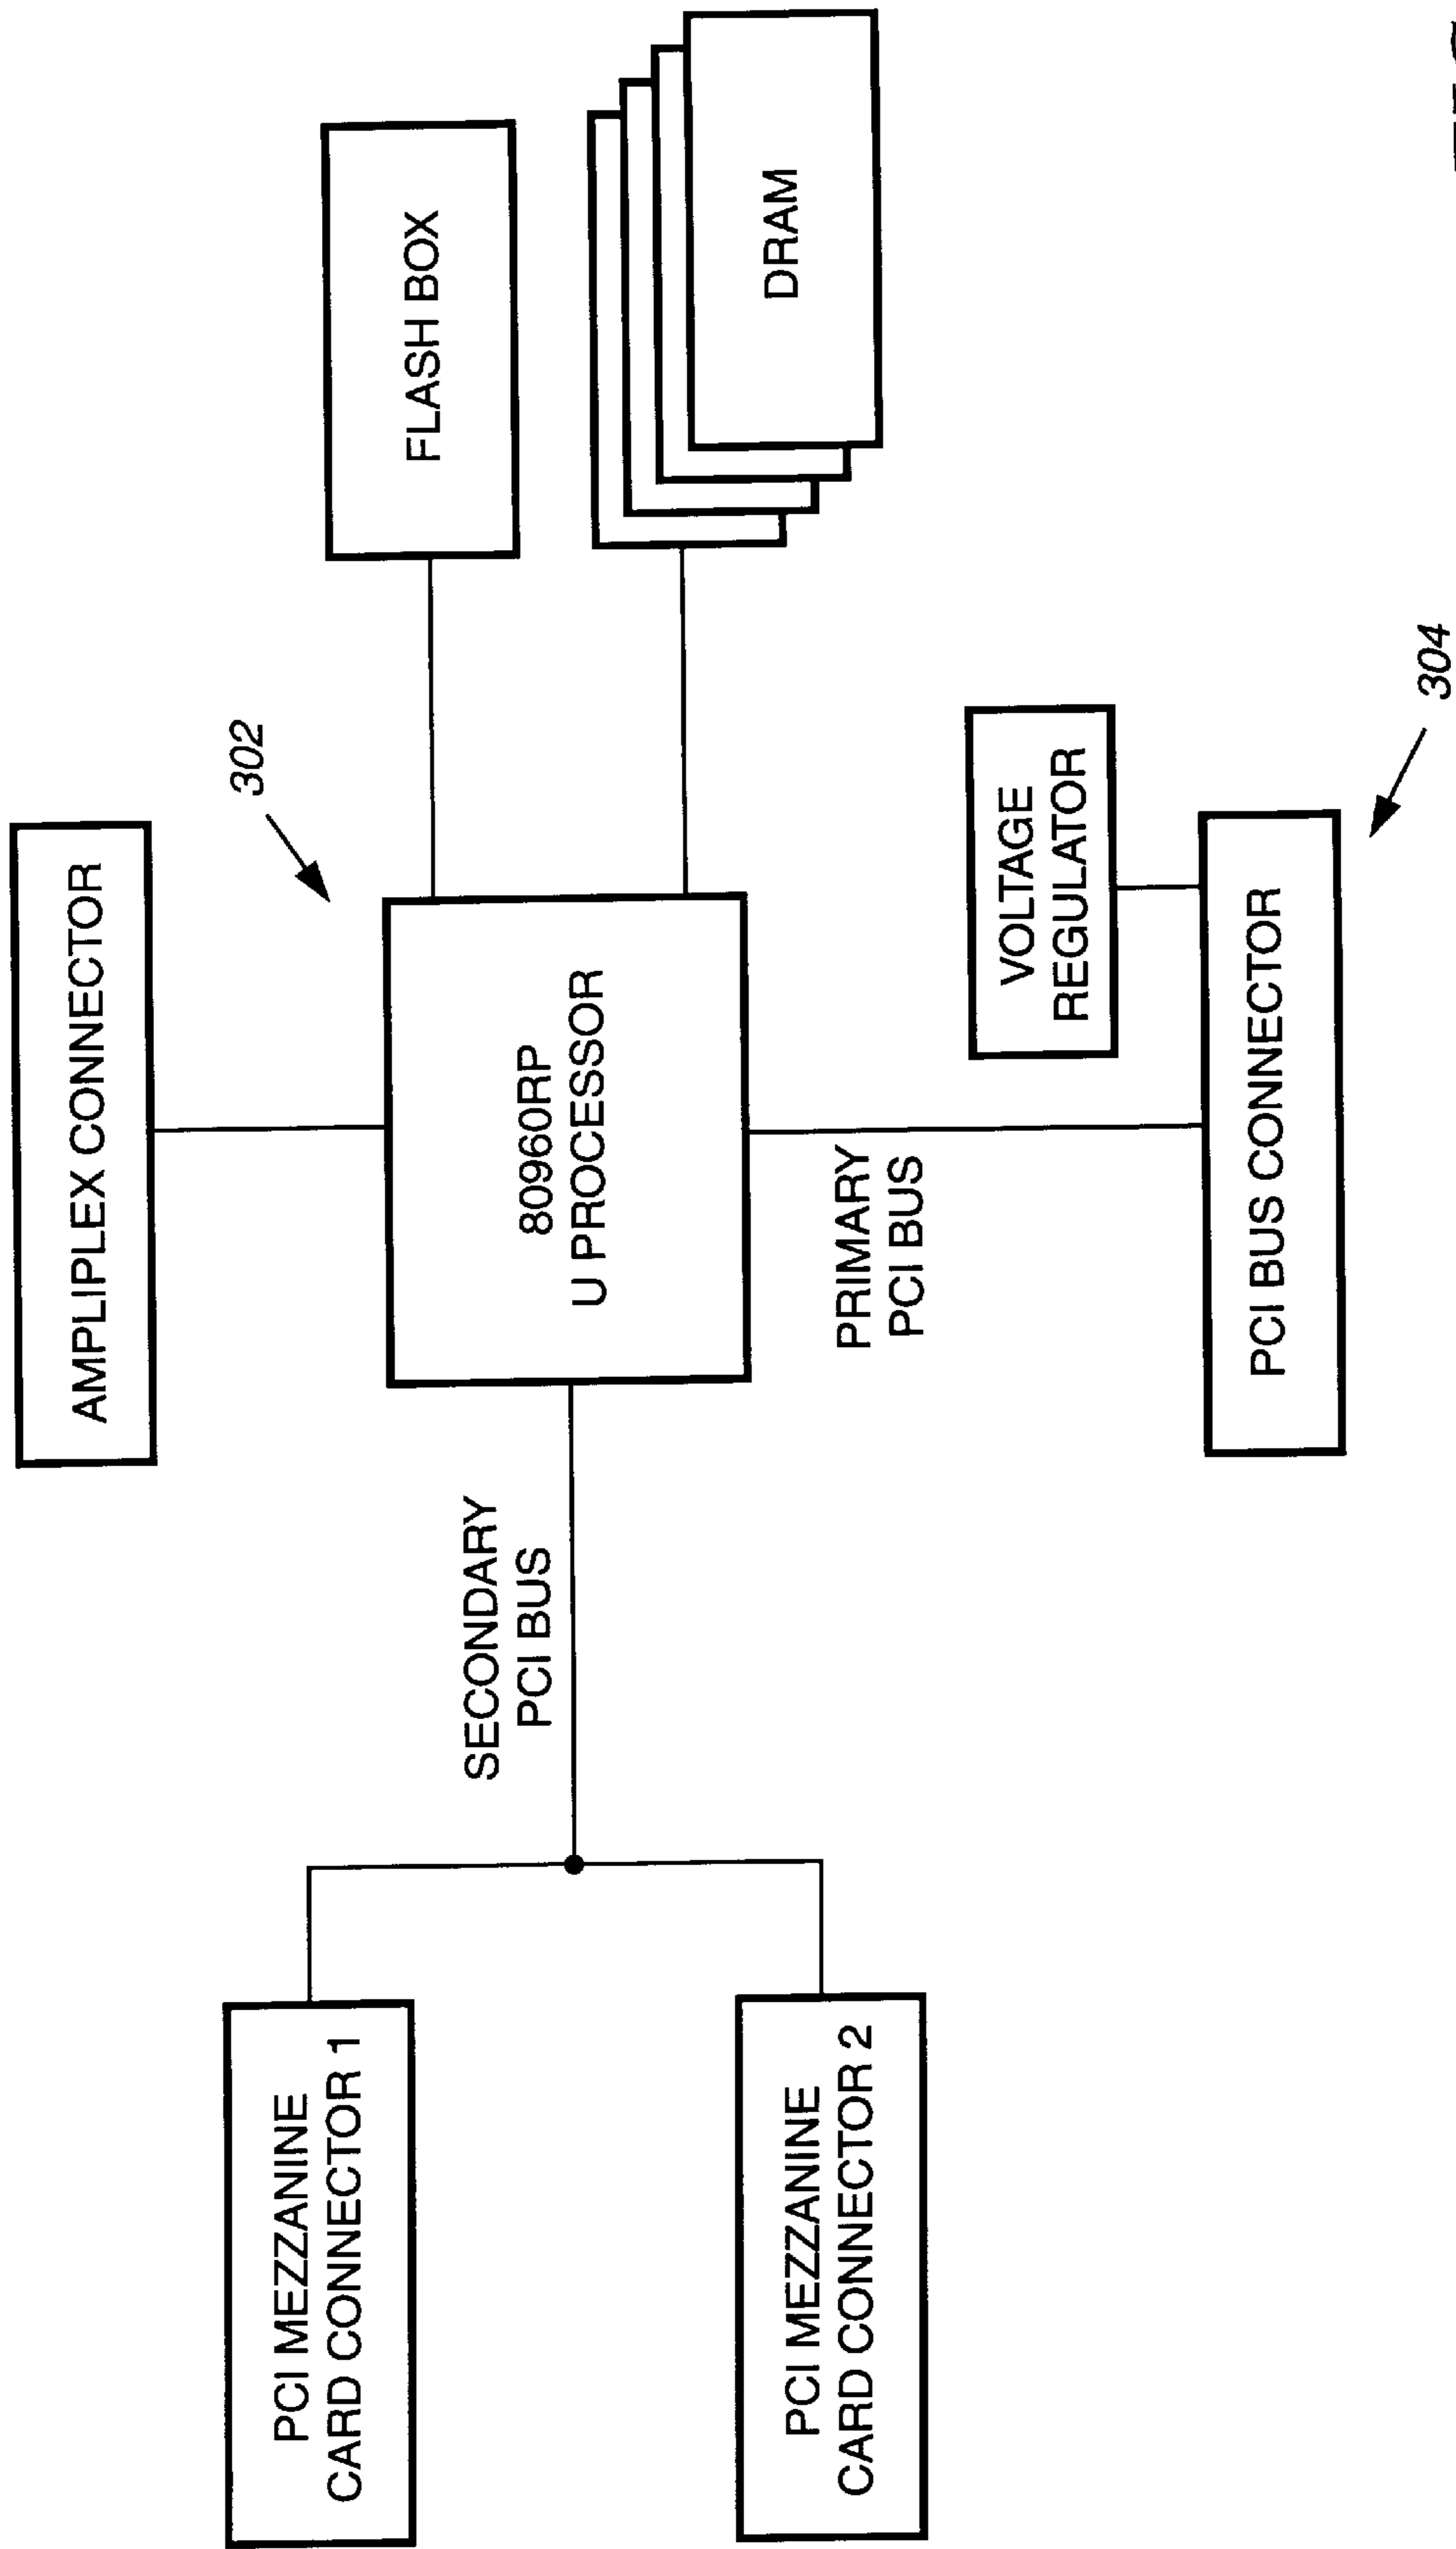 AMPLIPLEX CONNECTOR
302
FLASH BOX
PCI MEZZANINE
CARD CONNECTOR 1
SECONDARY
PCI BUS
80960RP
U PROCESSOR
DRAM
PCI MEZZANINE
CARD CONNECTOR 2
PRIMARY
PCI BUS
VOLTAGE
REGULATOR
PCI BUS CONNECTOR
304